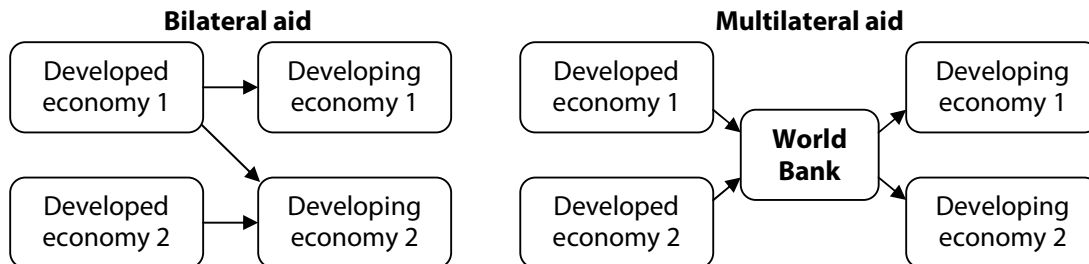 Bilateral aid
Developed
economy 1
Developing
economy 1
Developed
economy 2
Developing
economy 2
Multilateral aid
Developed
economy 1
Developed
economy 2
World
Bank
Developing
economy 1
Developing
economy 2